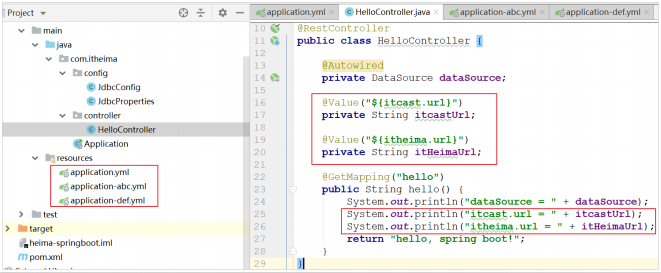 Project
main
java
com.itheima
config
JdbcConfig
JdbcProperties
controller
HelloController
Application
resources
application.yml
application-abc.yml
application-def.yml
test
target
heima-springboot.iml
pom.xml
application.yml HelloController.java application-abc.yml application-def.yml
10 @RestController
11 public class HelloController {
12
13 @Autowired
14 private DataSource dataSource;
15
16 @Value("${itcast.url}")
17 private String itcastUrl;
18
19 @Value("${itheima.url}")
20 private String itHeimaUrl;
21
22 @GetMapping("hello")
23 public String hello() {
24 System.out.println("dataSource = " + dataSource);
25 System.out.println("itcast.url = " + itcastUrl);
26 System.out.println("itheima.url = " + itHeimaUrl);
27 return "hello, spring boot!";
28 }
29 }